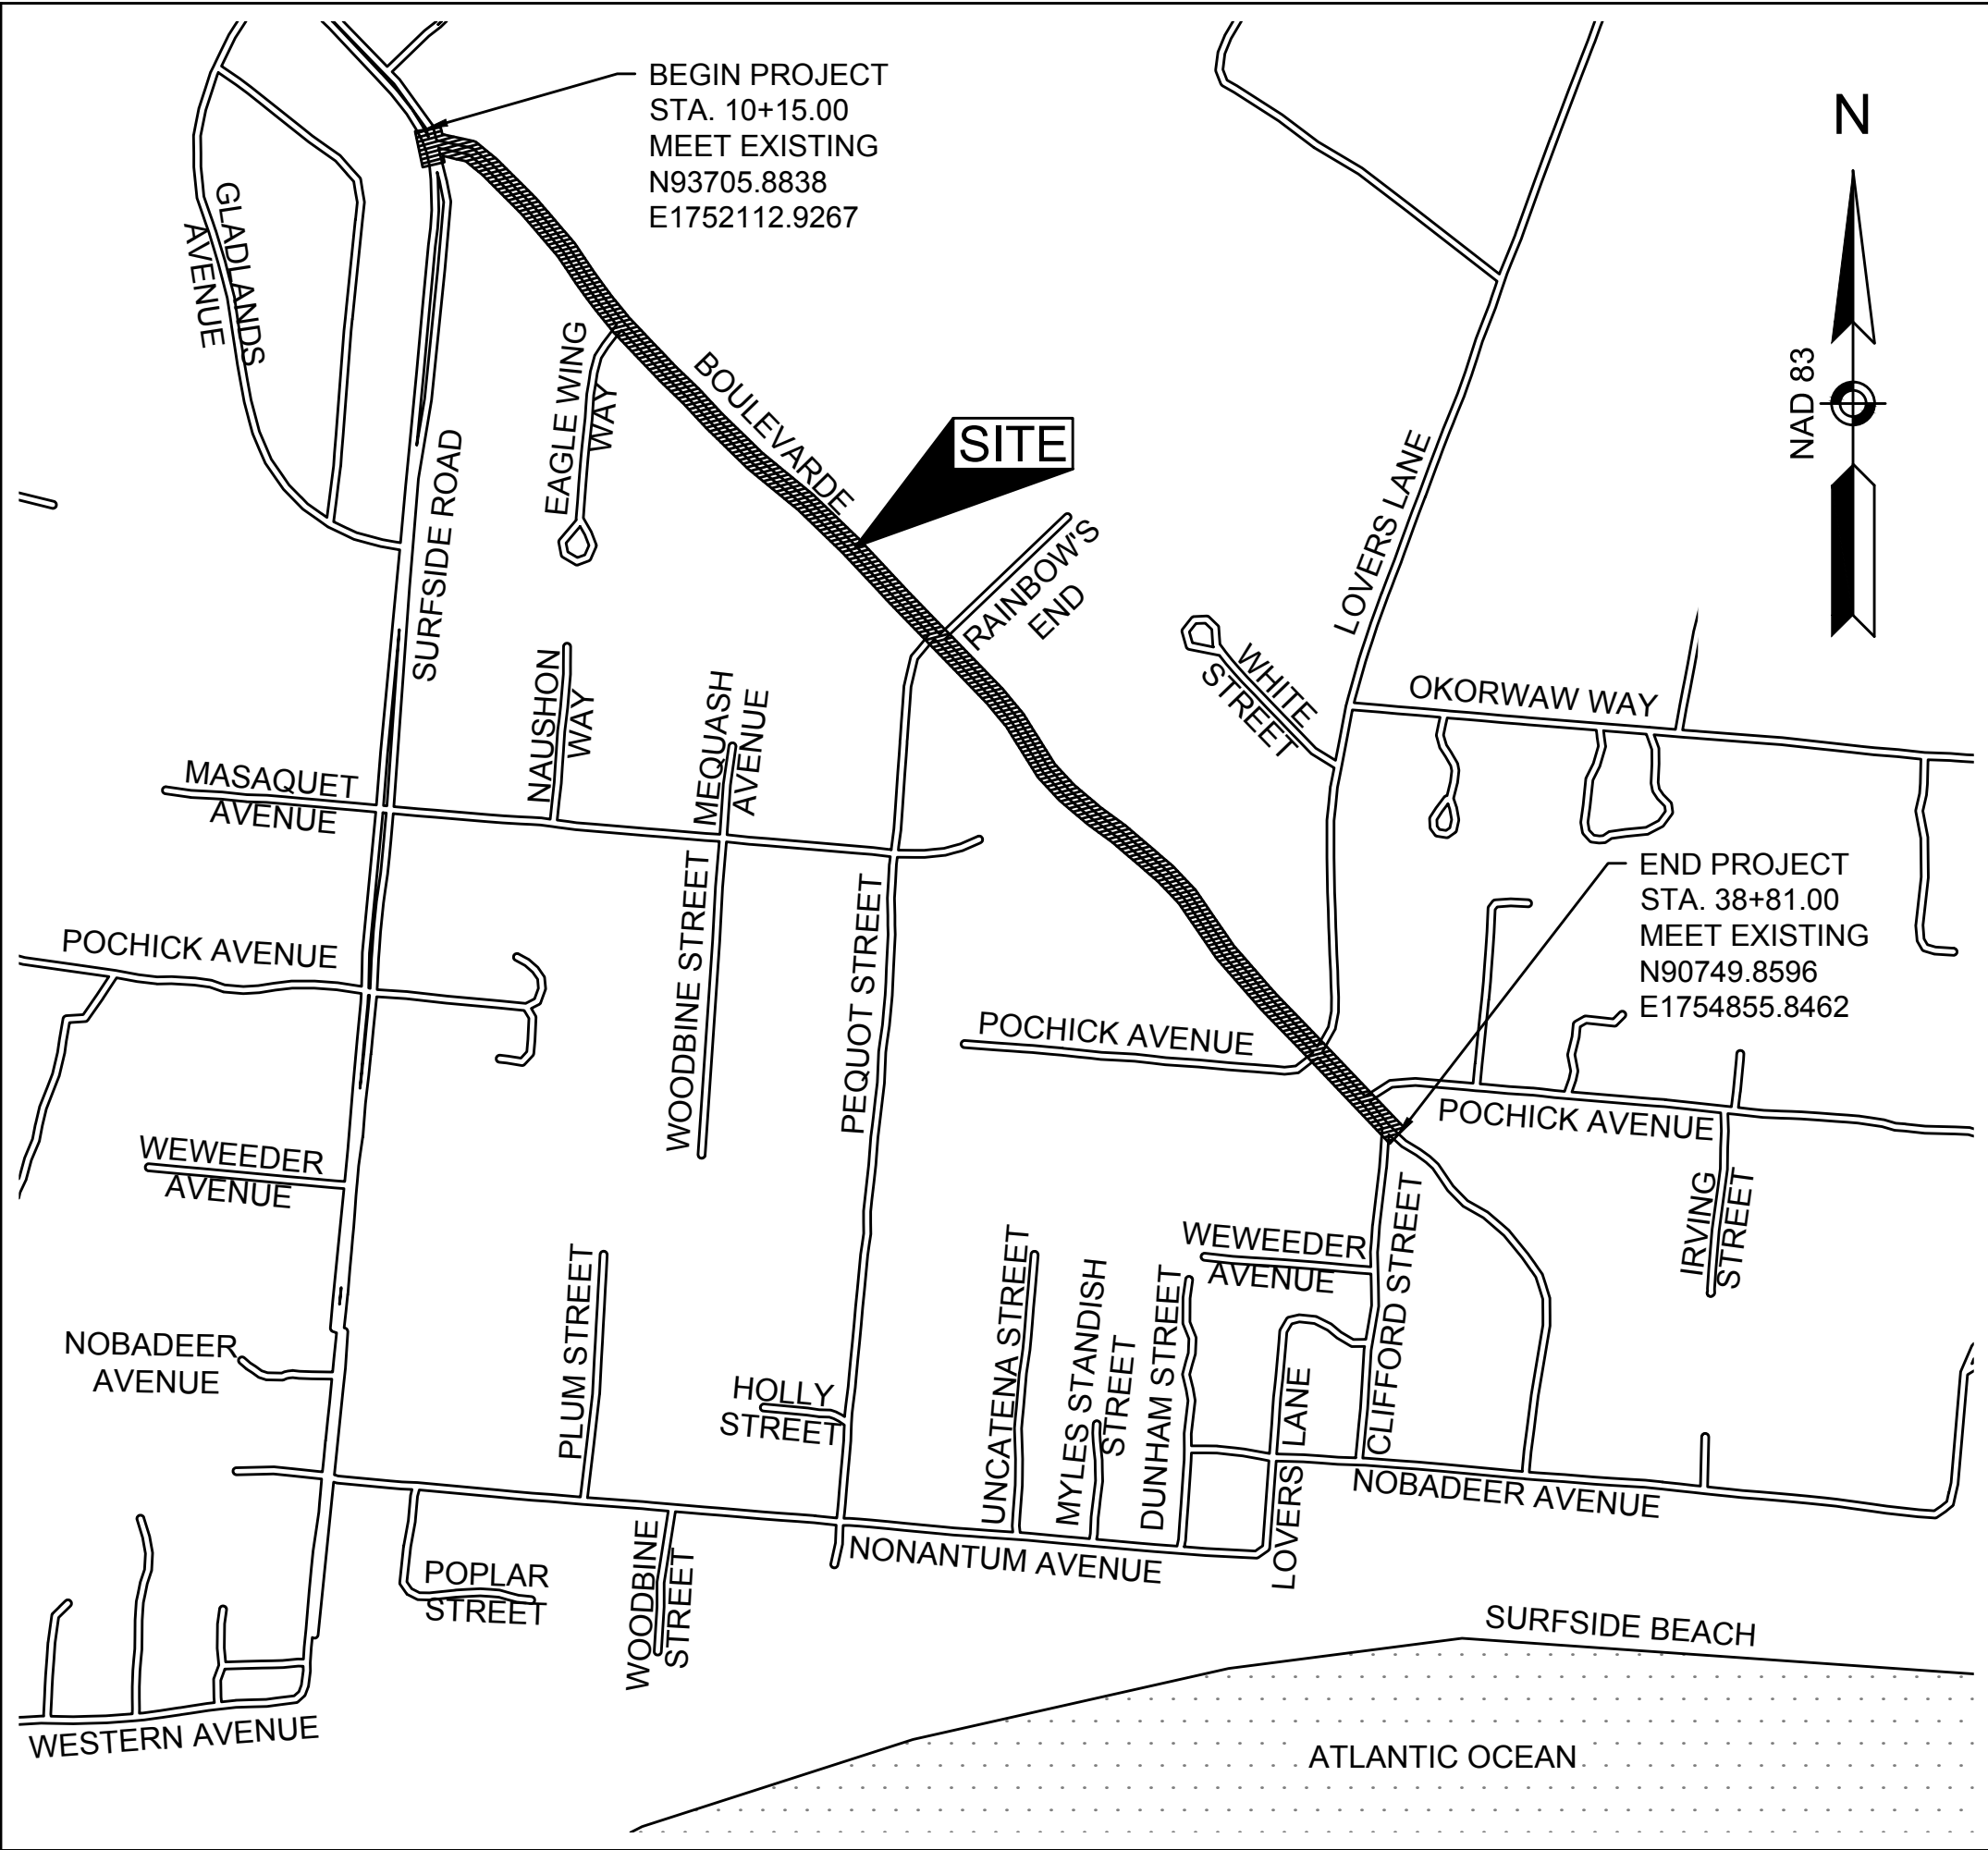 BEGIN PROJECT
STA. 10+15.00
MEET EXISTING
N93705.8838
E1752112.9267
N
NAD 83
GLADLANDS
AVENUE
SURFSIDE ROAD
EAGLE WING
WAY
BOULEVARDE
SITE
RAINBOW'S
END
LOVERS LANE
WHITE
STREET
OKORWAW WAY
NAUSHON
WAY
MEQUASH
AVENUE
MASAQUET
AVENUE
WOODBINE STREET
PEQUOT STREET
POCHICK AVENUE
POCHICK AVENUE
END PROJECT
STA. 38+81.00
MEET EXISTING
N90749.8596
E1754855.8462
POCHICK AVENUE
IRVING
STREET
WEWEEDER
AVENUE
WEWEEDER
AVENUE
CLIFFORD STREET
NOBADEER
AVENUE
PLUM STREET
HOLLY
STREET
UNCATENA STREET
MYLES STANDISH
STREET
DUNHAM STREET
LOVERS LANE
NOBADEER AVENUE
NONANTUM AVENUE
POPLAR
STREET
WOODBINE
STREET
WESTERN AVENUE
SURFSIDE BEACH
ATLANTIC OCEAN